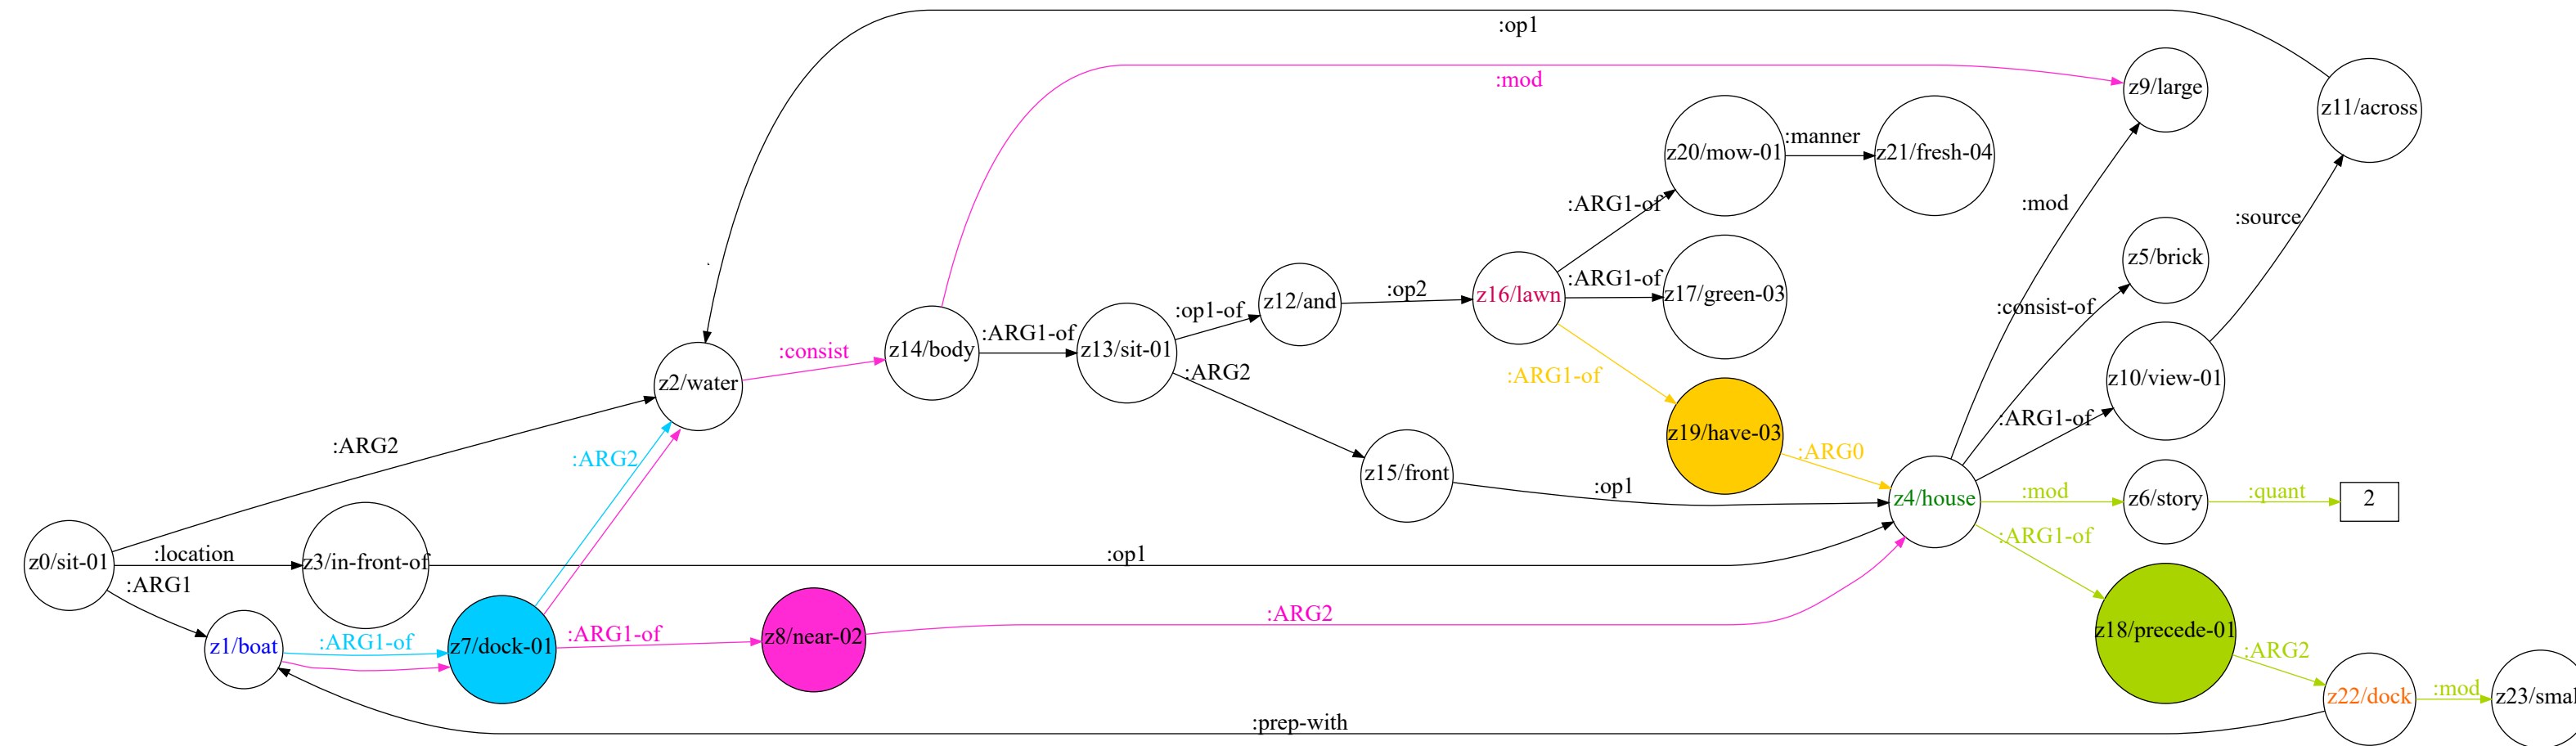 :op1
:mod
z9/large
z11/across
z20/mow-01
:manner
z21/fresh-04
:ARG1-of
:mod
:source
z5/brick
:ARG1-of
z17/green-03
z16/lawn
:op2
z12/and
:op1-of
:consist-of
z14/body
:ARG1-of
z13/sit-01
:consist
z2/water
:ARG2
:ARG1-of
z10/view-01
:ARG1-of
z19/have-03
:ARG0
:ARG2
:ARG2
z15/front
:op1
z4/house
:mod
z6/story
:quant
2
:ARG1-of
z0/sit-01
:location
z3/in-front-of
:op1
:ARG1
z1/boat
:ARG1-of
z7/dock-01
:ARG1-of
z8/near-02
:ARG2
z18/precede-01
:ARG2
z22/dock
:mod
z23/smal
:prep-with